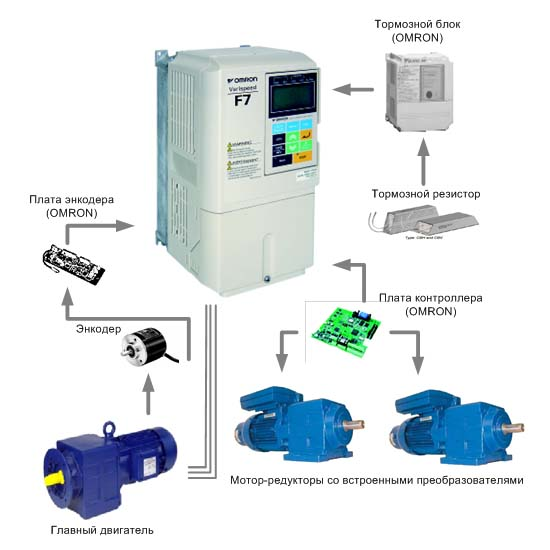 Тормозной блок
(OMRON)
OMRON
Varispeed
F7
Плата энкодера
(OMRON)
Тормозной резистор
Плата контроллера
(OMRON)
Энкодер
Мотор-редукторы со встроенными преобразователями
Главный двигатель